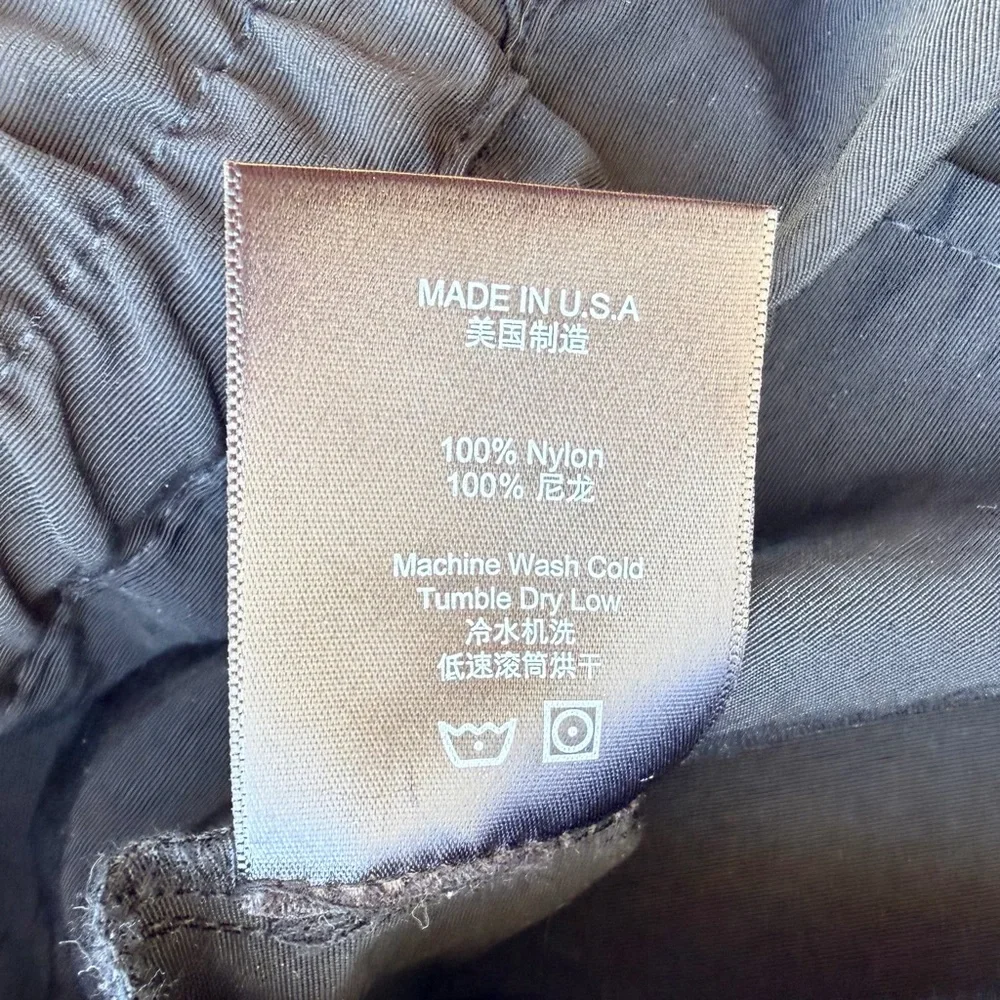 MADE IN U.S.A
美国制造
100% Nylon
100% 尼龙
Machine Wash Cold
Tumble Dry Low
冷水机洗
低速滚筒烘干